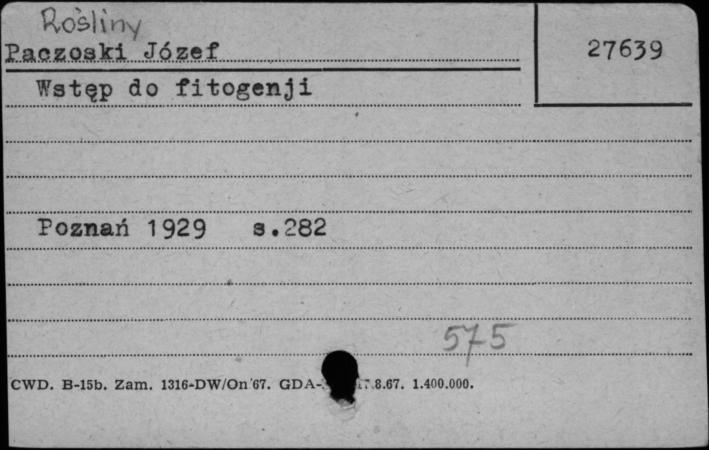 Rośliny
Paczoski Józef
27639
Wstęp do fitogenji
Poznań 1929 s.282
575
CWD. B-15b. Zam. 1316-DW/On 67. GDA- .8.67. 1.400.000.